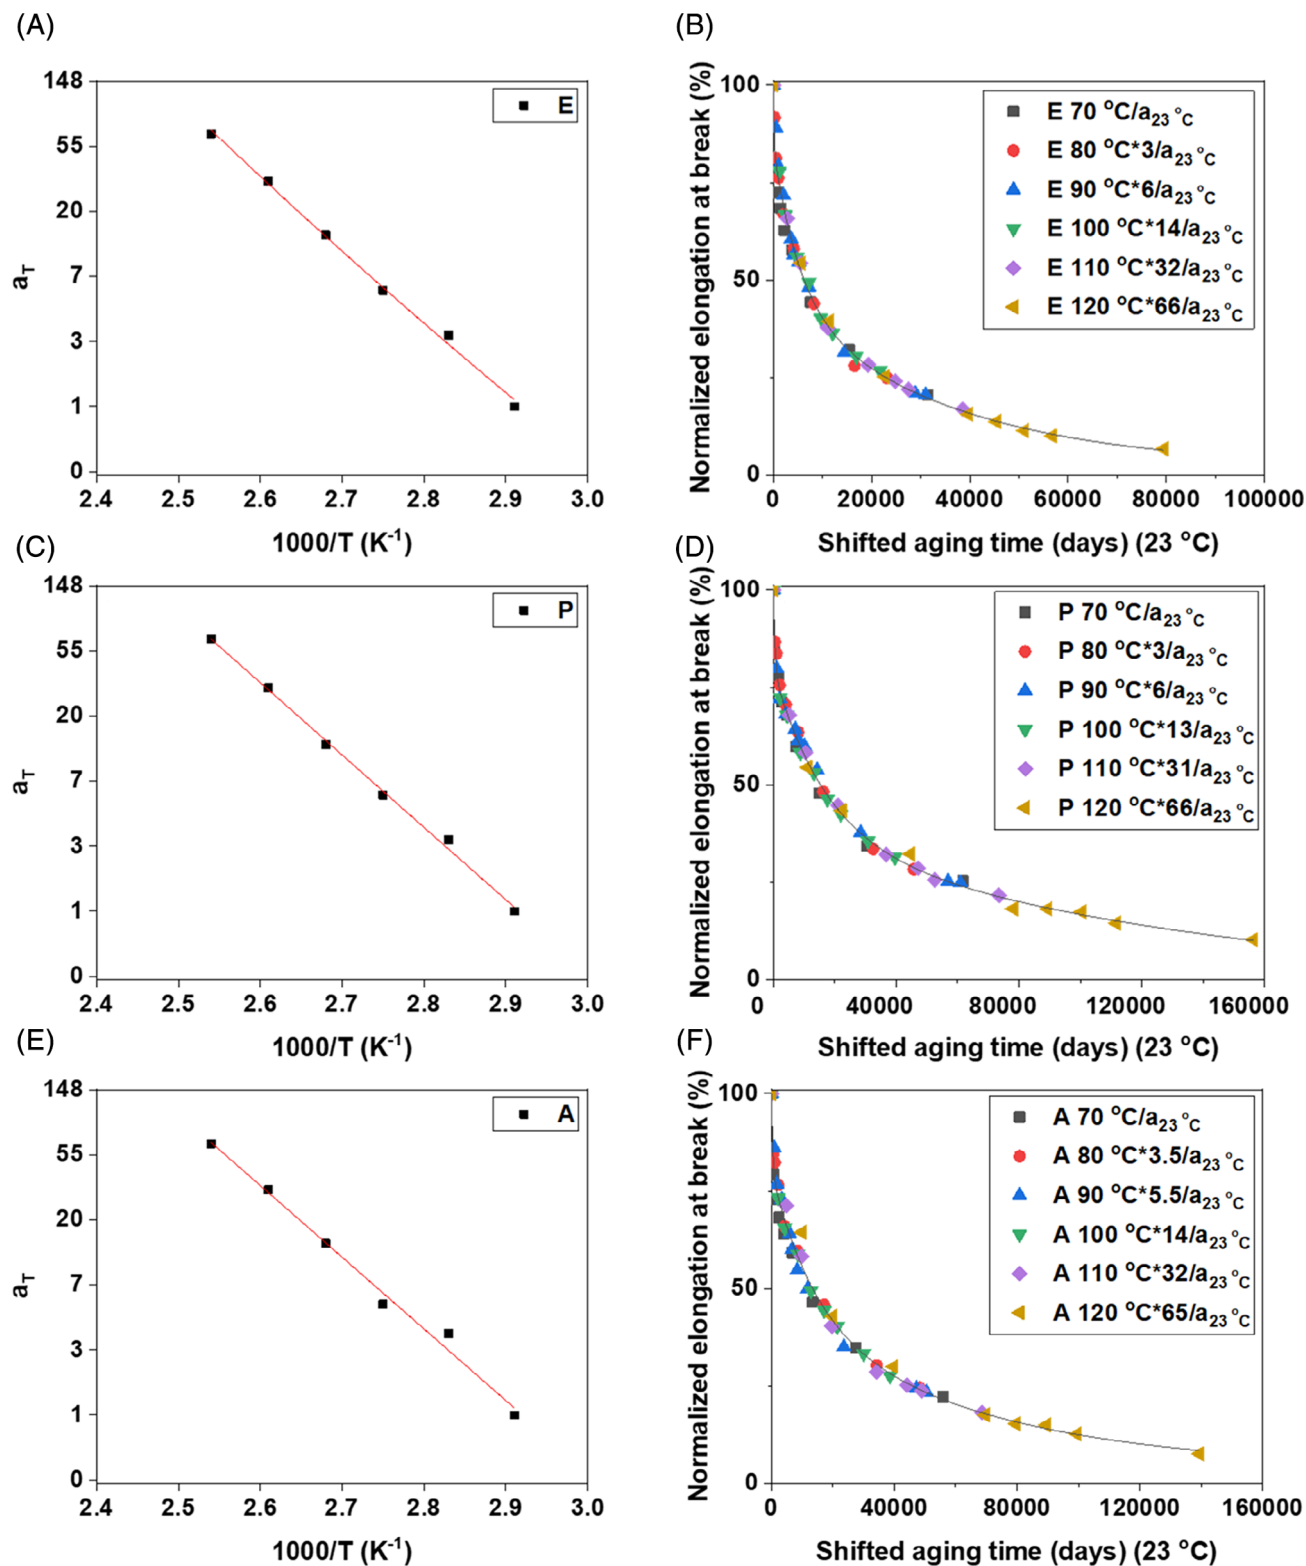 (A)
148
55
20
7
3
1
0
a_T
E
2.4 2.5 2.6 2.7 2.8 2.9 3.0
1000/T (K⁻¹)
(B)
Normalized elongation at break (%)
100
50
0
E 70 °C/a₂₃ °C
E 80 °C*3/a₂₃ °C
E 90 °C*6/a₂₃ °C
E 100 °C*14/a₂₃ °C
E 110 °C*32/a₂₃ °C
E 120 °C*66/a₂₃ °C
0 20000 40000 60000 80000 100000
Shifted aging time (days) (23 °C)
(C)
148
55
20
7
3
1
0
a_T
P
2.4 2.5 2.6 2.7 2.8 2.9 3.0
1000/T (K⁻¹)
(D)
Normalized elongation at break (%)
100
50
0
P 70 °C/a₂₃ °C
P 80 °C*3/a₂₃ °C
P 90 °C*6/a₂₃ °C
P 100 °C*13/a₂₃ °C
P 110 °C*31/a₂₃ °C
P 120 °C*66/a₂₃ °C
0 40000 80000 120000 160000
Shifted aging time (days) (23 °C)
(E)
148
55
20
7
3
1
0
a_T
A
2.4 2.5 2.6 2.7 2.8 2.9 3.0
1000/T (K⁻¹)
(F)
Normalized elongation at break (%)
100
50
0
A 70 °C/a₂₃ °C
A 80 °C*3.5/a₂₃ °C
A 90 °C*5.5/a₂₃ °C
A 100 °C*14/a₂₃ °C
A 110 °C*32/a₂₃ °C
A 120 °C*65/a₂₃ °C
0 40000 80000 120000 160000
Shifted aging time (days) (23 °C)